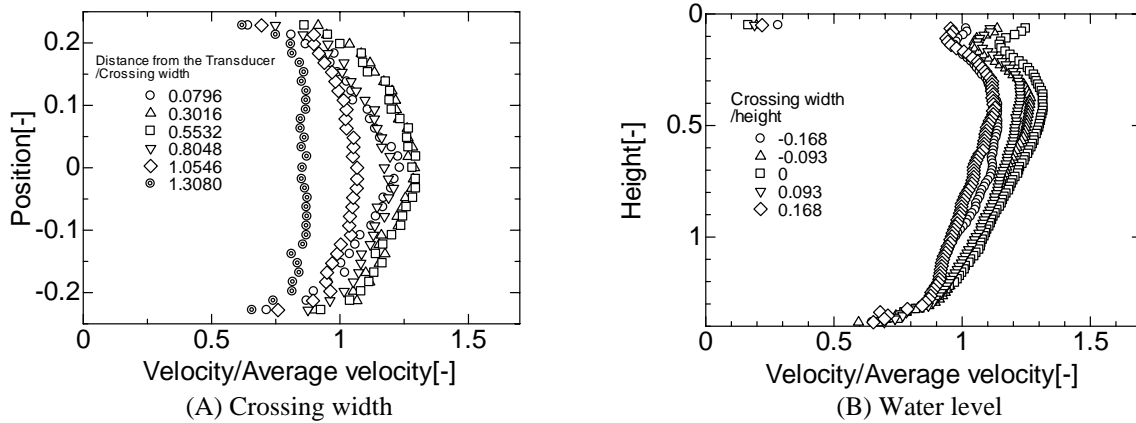 0.2
0.1
0
-0.1
-0.2
Position[-]
Distance from the Transducer
/Crossing width
0.0796
0.3016
0.5532
0.8048
1.0546
1.3080
0
0.5
1
1.5
Velocity/Average velocity[-]
(A) Crossing width
0
0.5
1
Height[-]
Crossing width
/height
-0.168
-0.093
0
0.093
0.168
0
0.5
1
1.5
Velocity/Average velocity[-]
(B) Water level